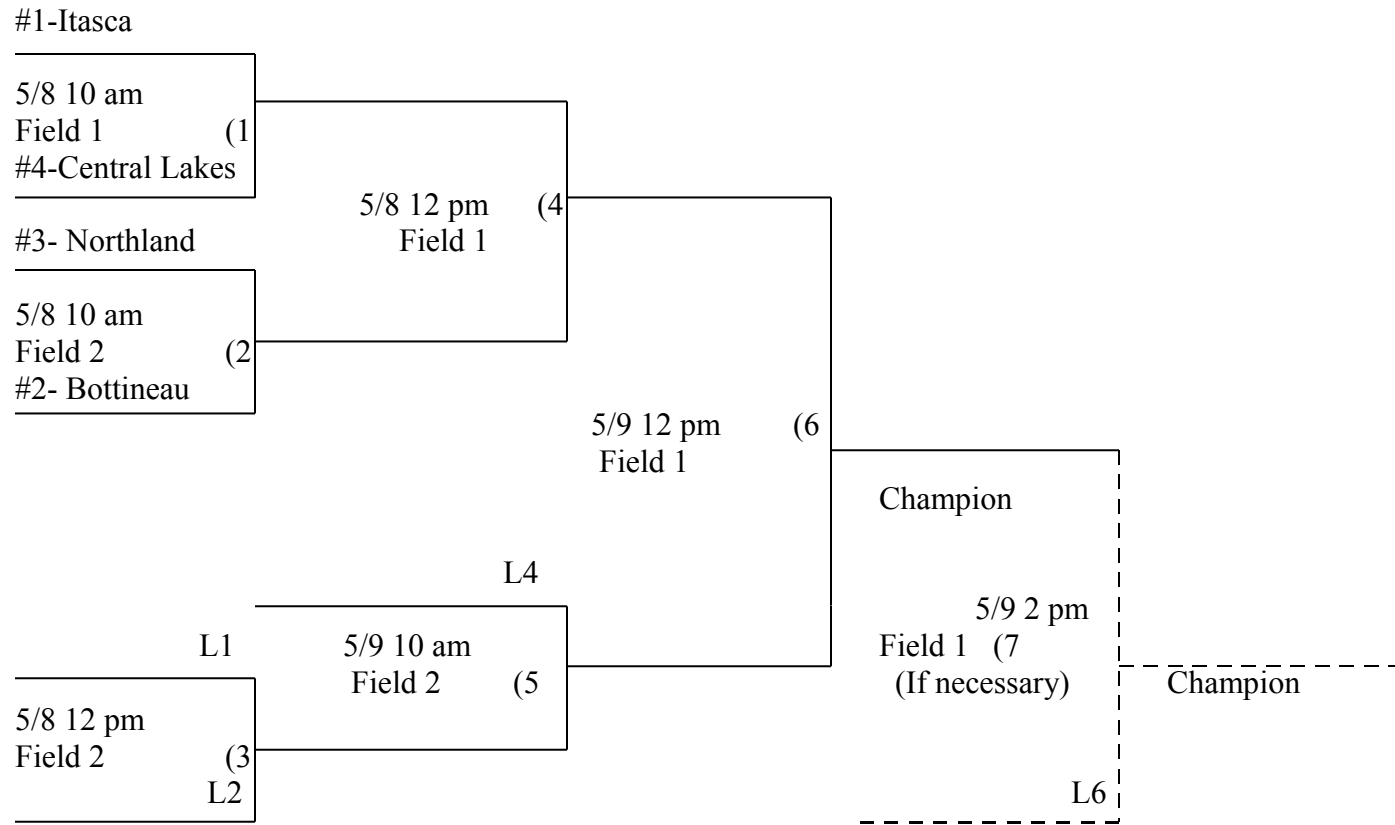 #1-Itasca
5/8 10 am
Field 1 (1
#4-Central Lakes
5/8 12 pm (4
Field 1
#3- Northland
5/8 10 am
Field 2 (2
#2- Bottineau
5/9 12 pm (6
Field 1
Champion
L4
5/9 2 pm
L1
5/9 10 am
Field 1 (7
Field 2 (5
(If necessary)
Champion
5/8 12 pm
Field 2 (3
L2
L6